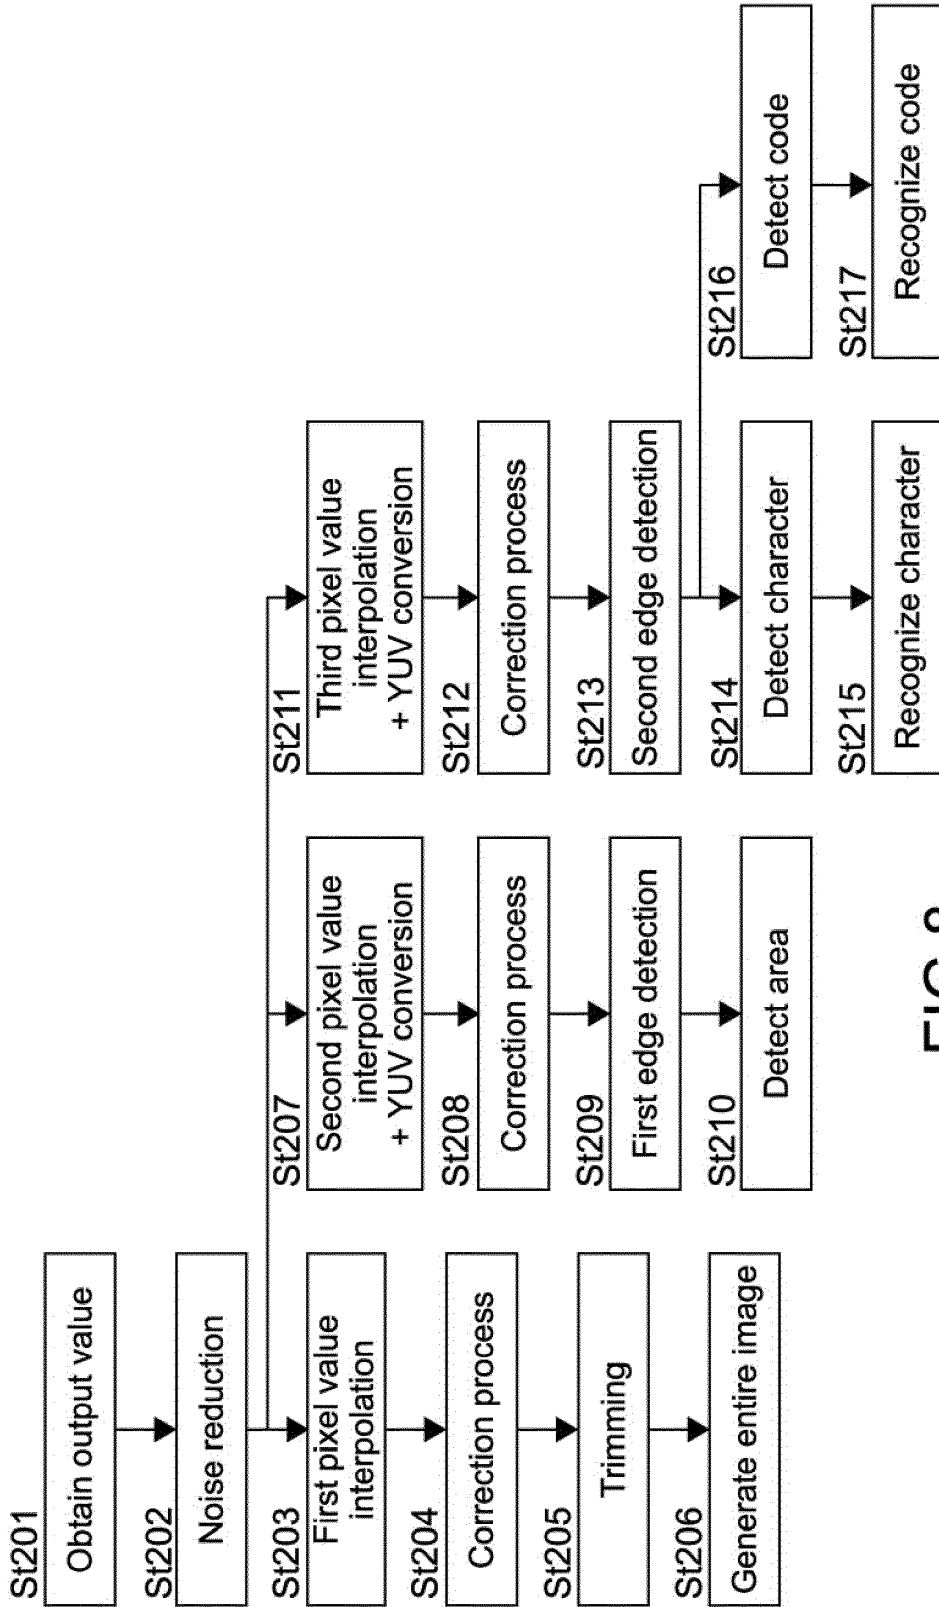 St201
Obtain output value
St202
Noise reduction
St203
First pixel value
interpolation
St204
Correction process
St205
Trimming
St206
Generate entire image
St207
Second pixel value
interpolation
+ YUV conversion
St208
Correction process
St209
First edge detection
St210
Detect area
St211
Third pixel value
interpolation
+ YUV conversion
St212
Correction process
St213
Second edge detection
St214
Detect character
St215
Recognize character
St216
Detect code
St217
Recognize code